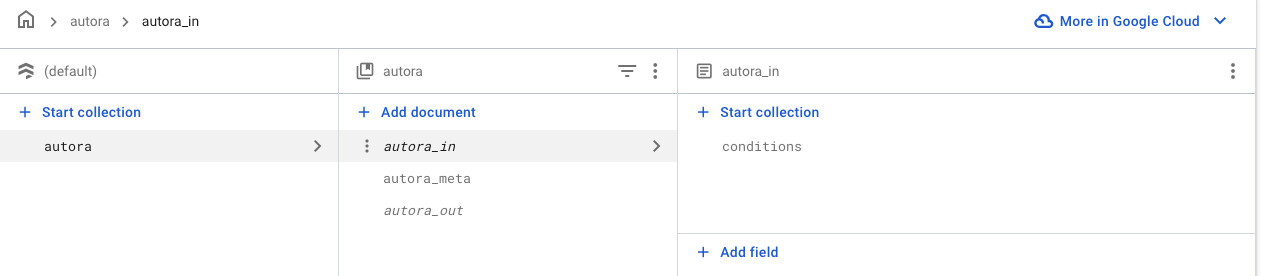 autora autora_in More in Google Cloud
(default) autora autora_in
Start collection Add document Start collection
autora autora_in conditions
autora_meta
autora_out
Add field